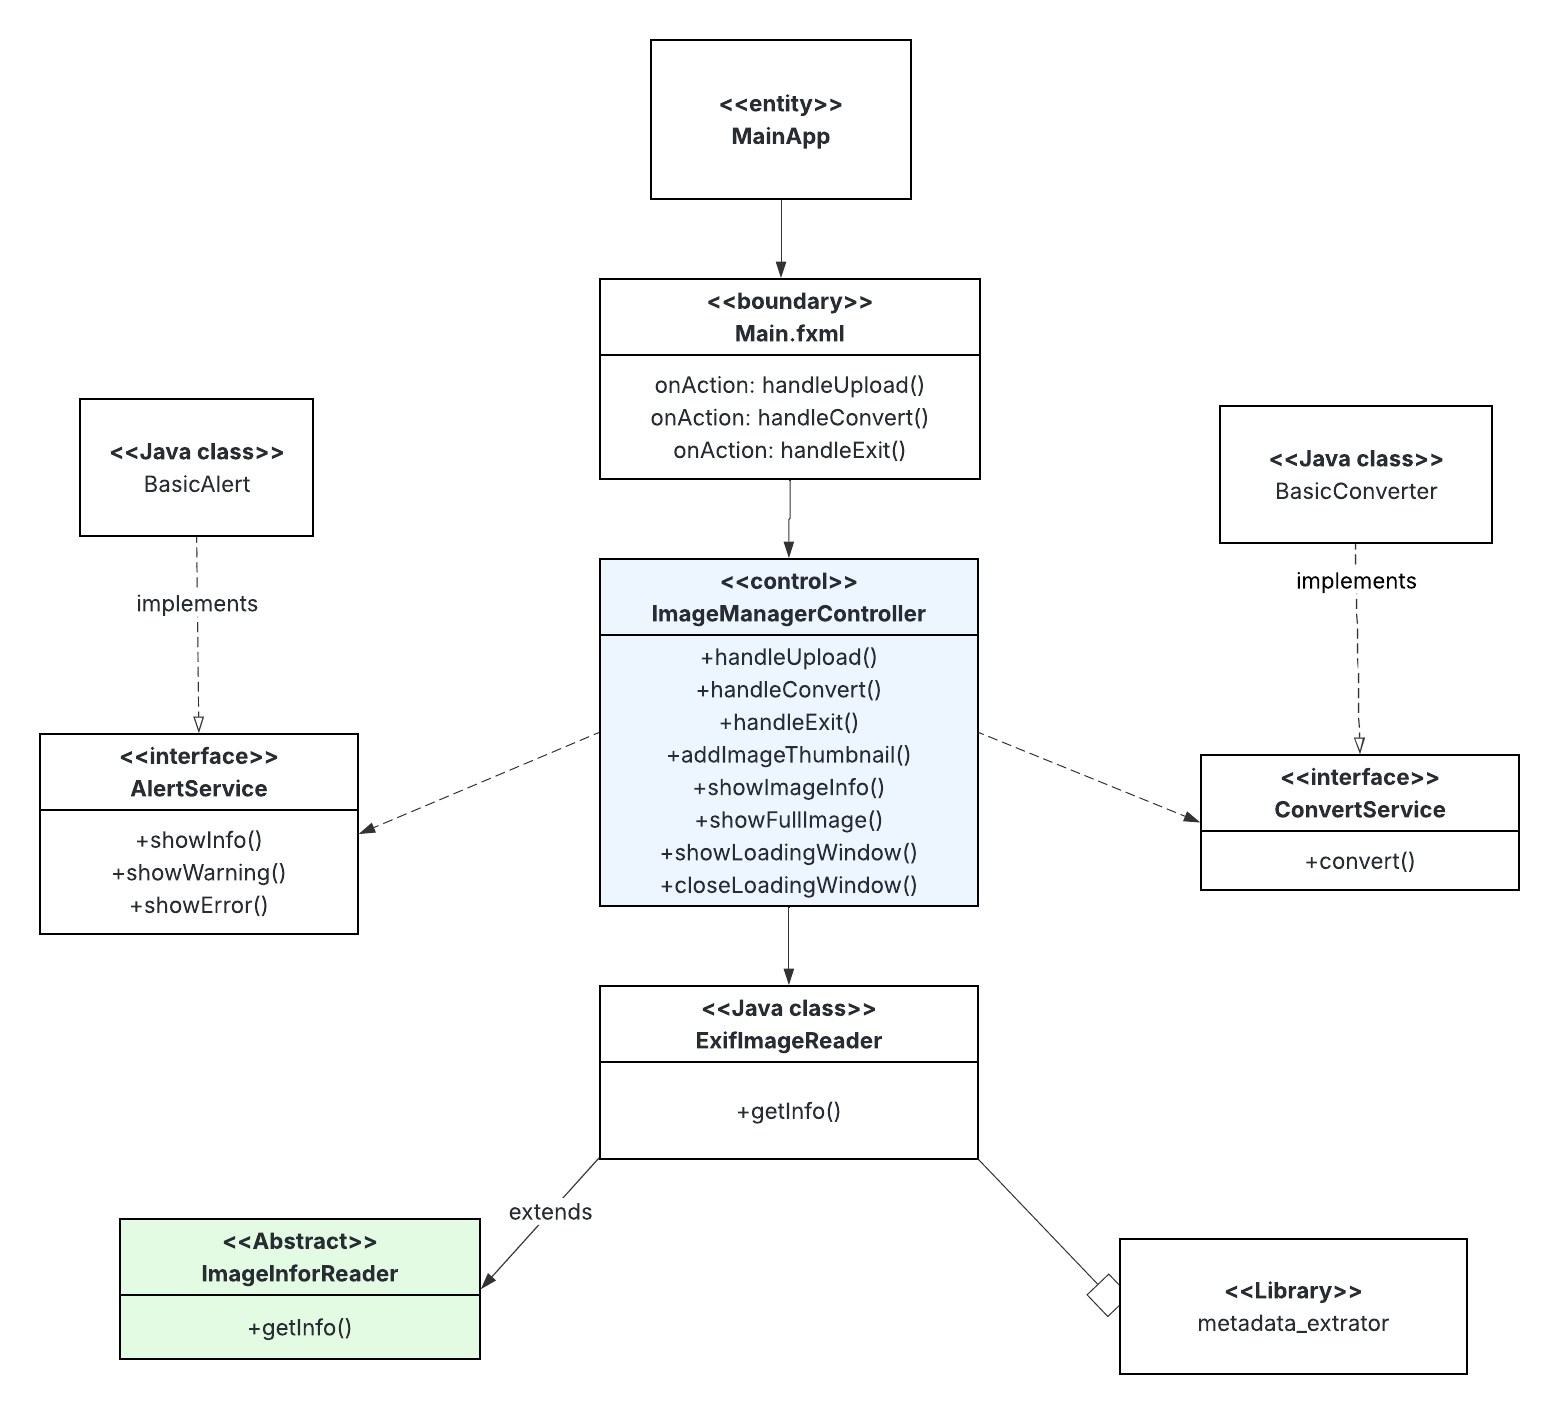 <<entity>>
MainApp
<<boundary>>
Main.fxml
onAction: handleUpload()
onAction: handleConvert()
onAction: handleExit()
<<Java class>>
BasicAlert
<<Java class>>
BasicConverter
implements
implements
<<control>>
ImageManagerController
+handleUpload()
+handleConvert()
+handleExit()
+addImageThumbnail()
+showImageInfo()
+showFullImage()
+showLoadingWindow()
+closeLoadingWindow()
<<interface>>
AlertService
+showInfo()
+showWarning()
+showError()
<<interface>>
ConvertService
+convert()
<<Java class>>
ExifImageReader
+getInfo()
extends
<<Abstract>>
ImageInforReader
+getInfo()
<<Library>>
metadata_extrator